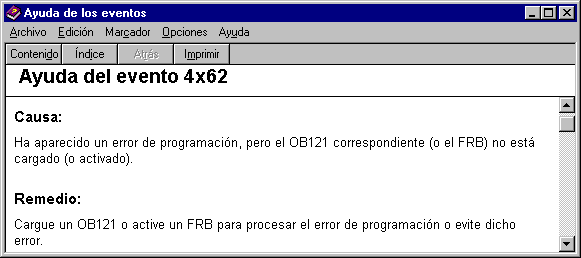 Ayuda de los eventos
Archivo Edición Marcador Opciones Ayuda
Contenido Índice Atrás Imprimir
Ayuda del evento 4x62
Causa:
Ha aparecido un error de programación, pero el OB121 correspondiente (o el FRB) no está
cargado (o activado).
Remedio:
Cargue un OB121 o active un FRB para procesar el error de programación o evite dicho
error.